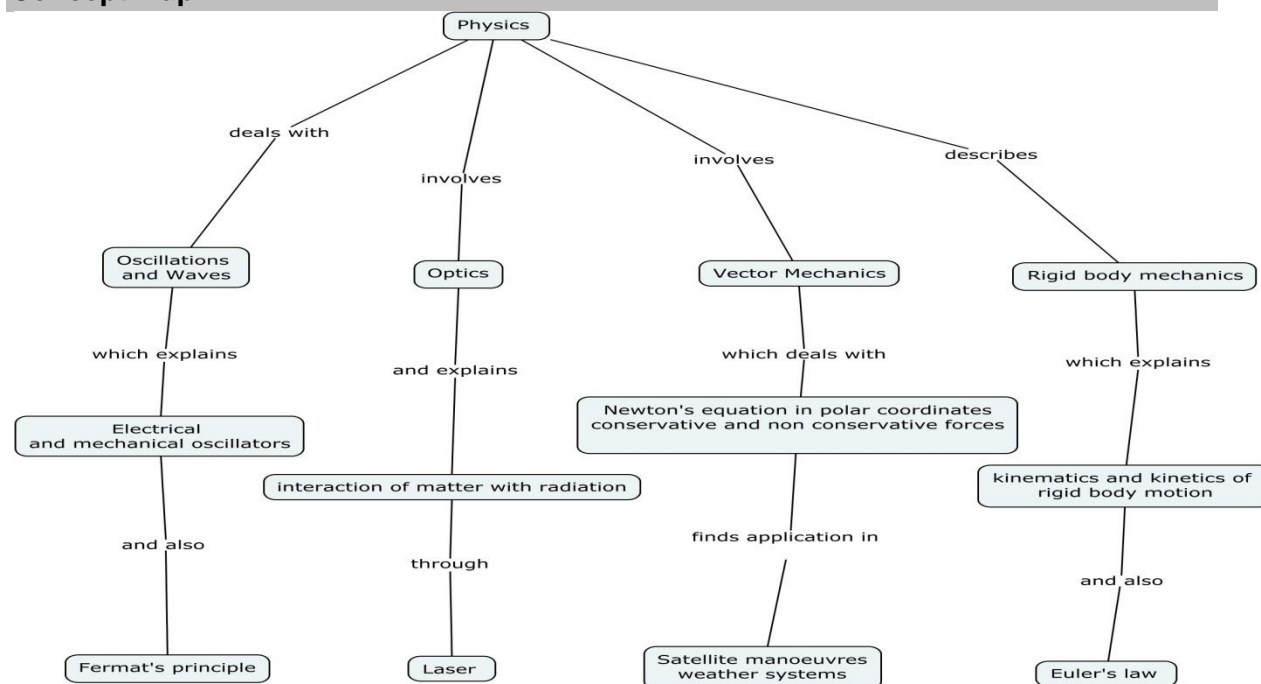 Physics
deals with
involves
involves
describes
Oscillations
and Waves
Optics
Vector Mechanics
Rigid body mechanics
which explains
and explains
which deals with
which explains
Electrical
and mechanical oscillators
interaction of matter with radiation
Newton's equation in polar coordinates
conservative and non conservative forces
kinematics and kinetics of
rigid body motion
and also
through
finds application in
and also
Fermat's principle
Laser
Satellite manoeuvres
weather systems
Euler's law